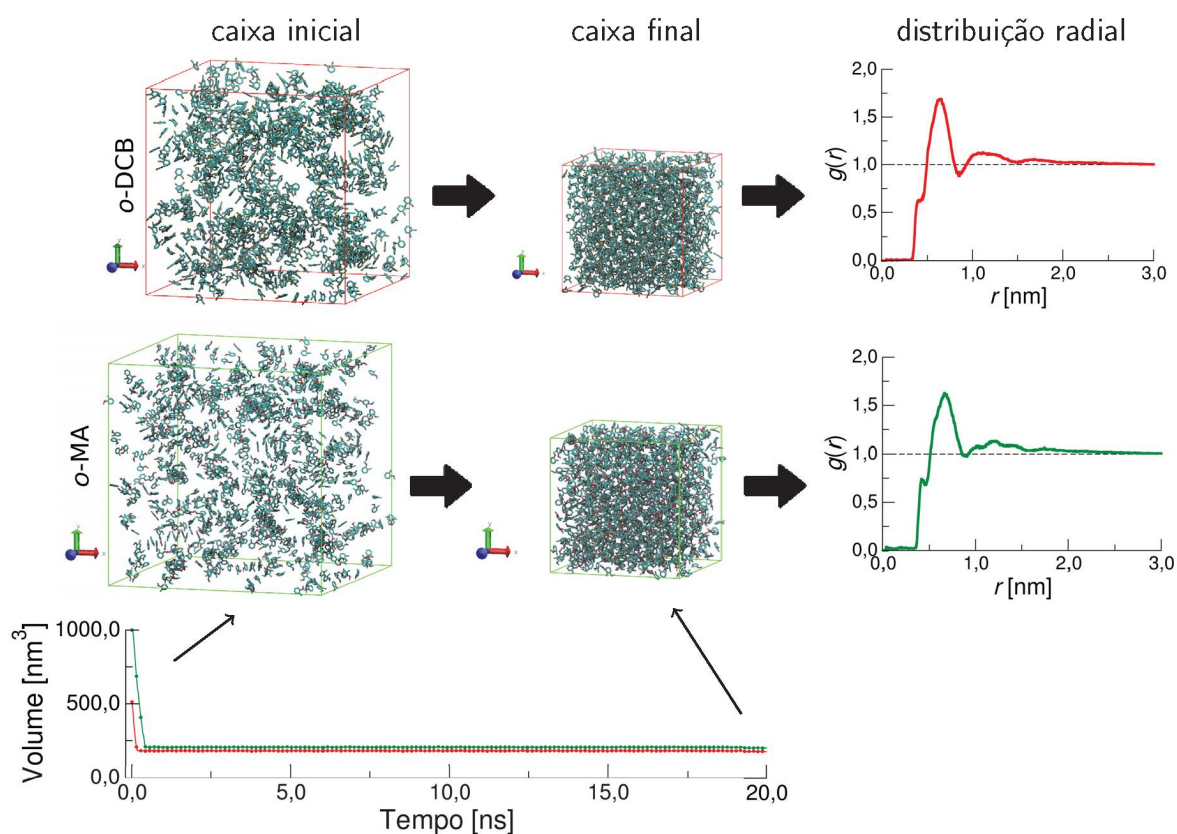 caixa inicial
caixa final
distribuição radial
o-DCB
2,0
1,5
1,0
0,5
0,0
g(r)
0,0 1,0 2,0 3,0
r [nm]
o-MA
2,0
1,5
1,0
0,5
0,0
g(r)
0,0 1,0 2,0 3,0
r [nm]
1000,0
500,0
0,0
Volume [nm³]
0,0 5,0 10,0 15,0 20,0
Tempo [ns]